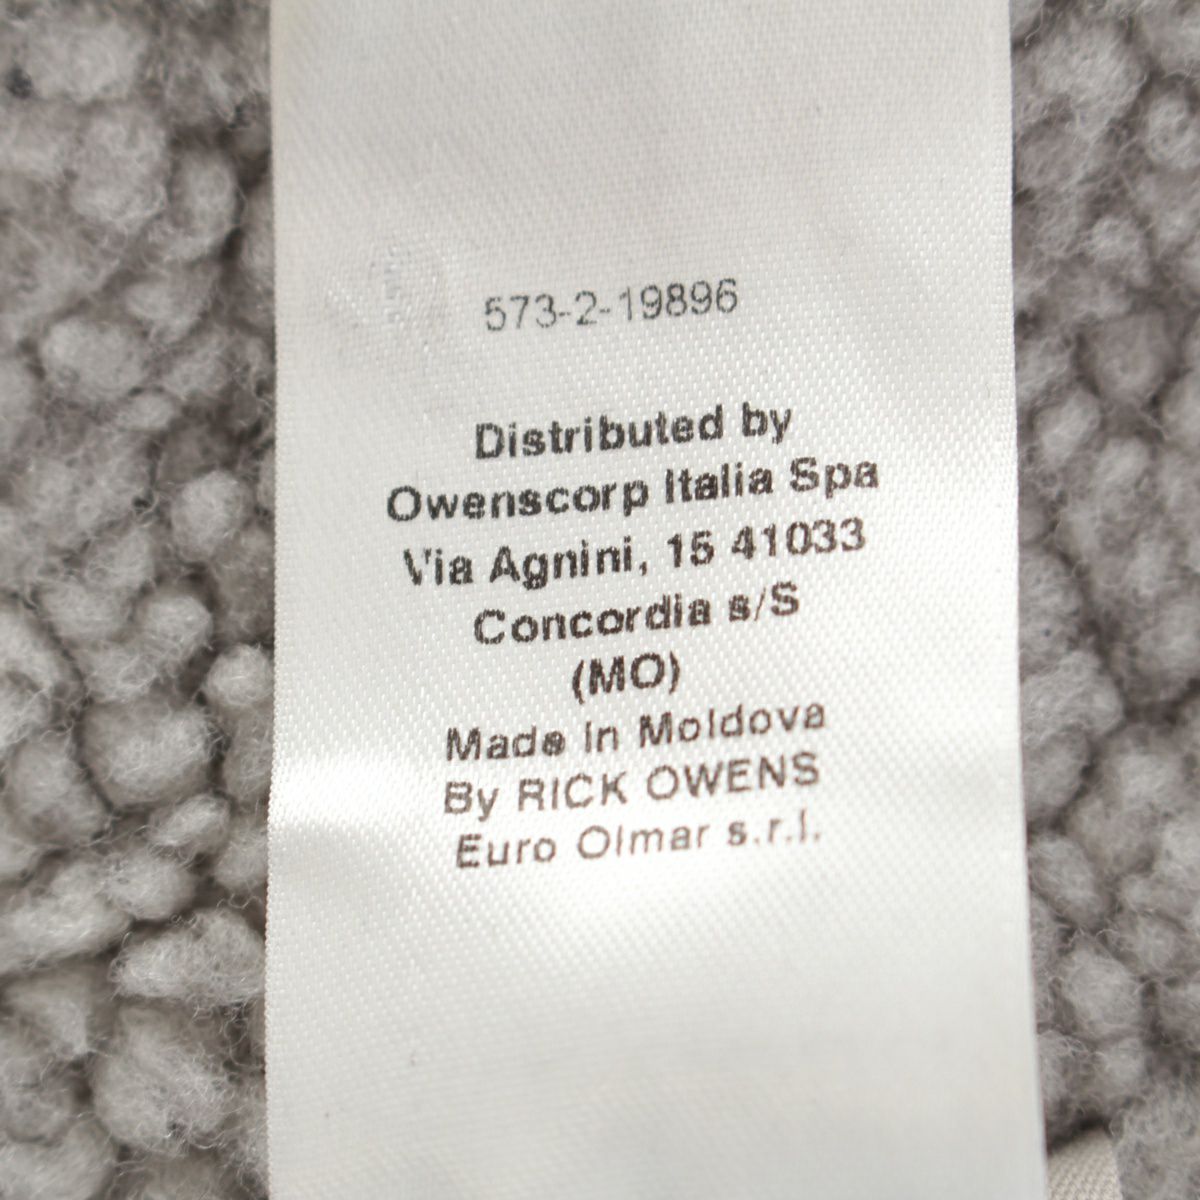 573-2-19896
Distributed by
Owenscorp Italia Spa
Via Agnini, 15 41033
Concordia s/S
(MO)
Made in Moldova
By RICK OWENS
Euro Olmar s.r.l.